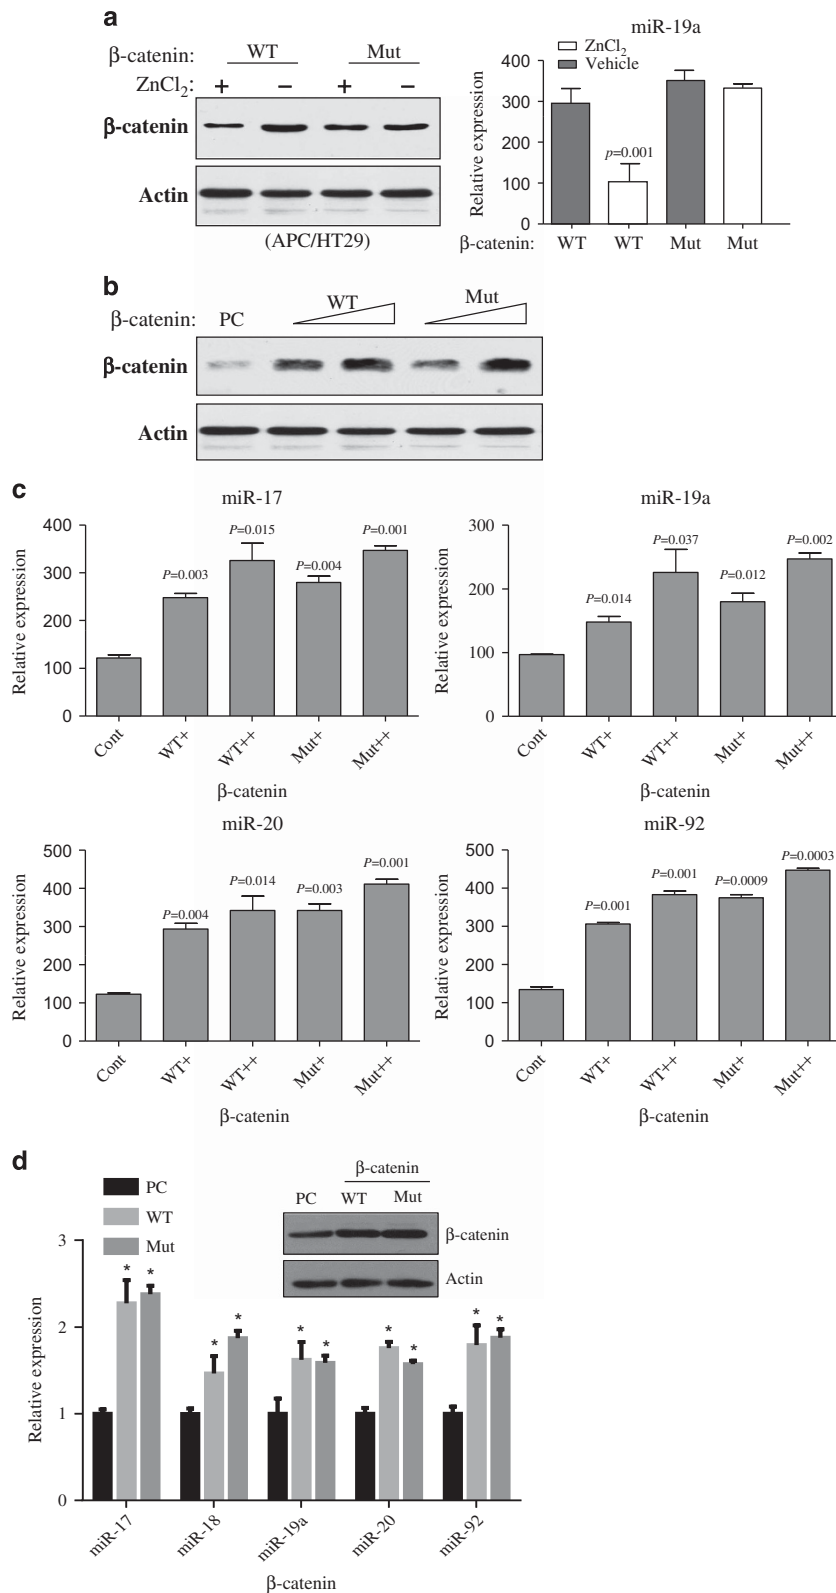 a
β-catenin: WT Mut
ZnCl2: + − + −
β-catenin
Actin
(APC/HT29)
miR-19a
ZnCl2
Vehicle
Relative expression
400
300
200
100
0
p=0.001
β-catenin: WT WT Mut Mut
b
β-catenin: PC WT Mut
β-catenin
Actin
c
miR-17
Relative expression
400
300
200
100
0
P=0.003
P=0.015
P=0.004
P=0.001
Cont WT+ WT++ Mut+ Mut++
β-catenin
miR-19a
Relative expression
300
200
100
0
P=0.014
P=0.037
P=0.012
P=0.002
Cont WT+ WT++ Mut+ Mut++
β-catenin
miR-20
Relative expression
500
400
300
200
100
0
P=0.004
P=0.014
P=0.003
P=0.001
Cont WT+ WT++ Mut+ Mut++
β-catenin
miR-92
Relative expression
500
400
300
200
100
0
P=0.001
P=0.001
P=0.0009
P=0.0003
Cont WT+ WT++ Mut+ Mut++
β-catenin
d
PC
WT
Mut
β-catenin
PC WT Mut
β-catenin
Actin
Relative expression
3
2
1
0
* * * * * * * * * *
miR-17 miR-18 miR-19a miR-20 miR-92
β-catenin